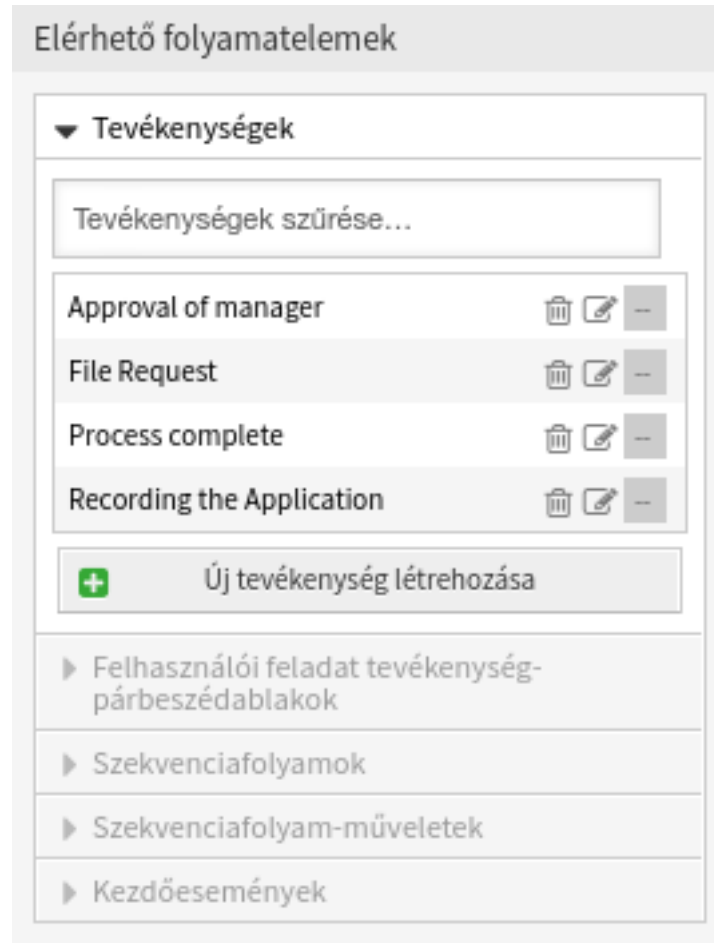 Elérhető folyamatelemek
Tevékenységek
Tevékenységek szűrése...
Approval of manager
--
File Request
--
Process complete
--
Recording the Application
--
Új tevékenység létrehozása
Felhasználói feladat tevékenység-
párbeszédablakok
Szekvenciafolyamok
Szekvenciafolyam-műveletek
Kezdőesemények